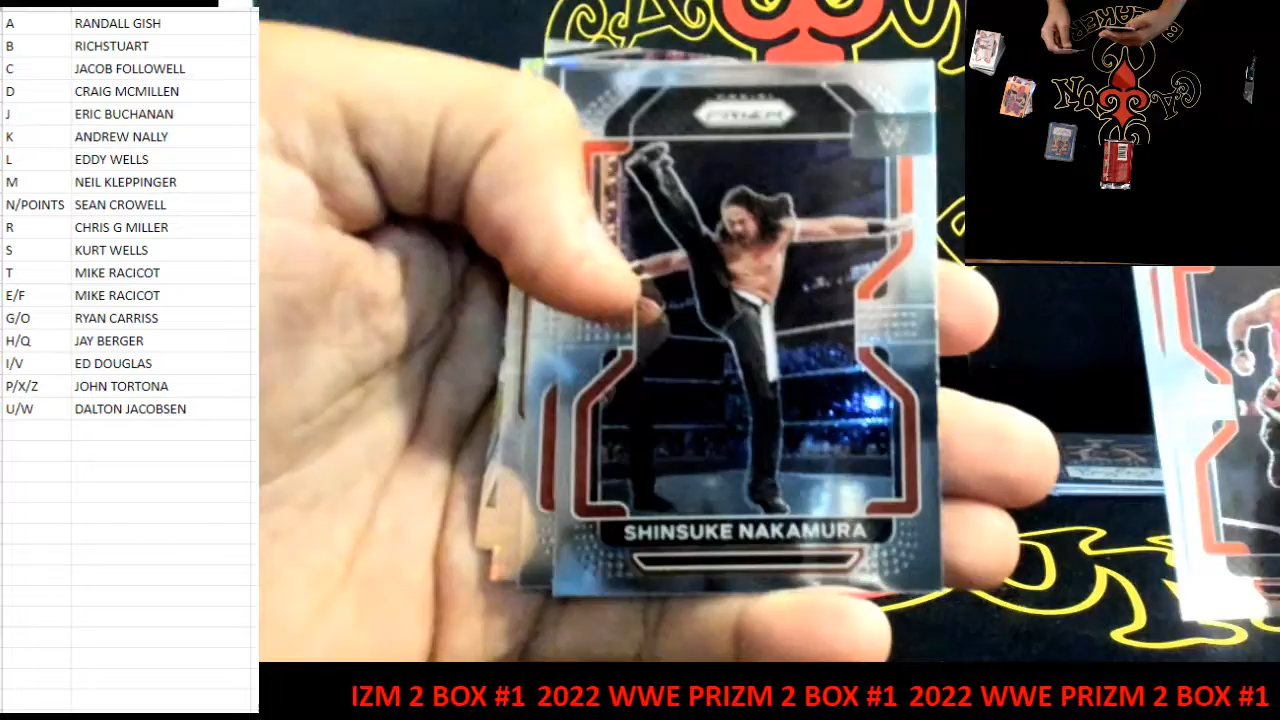 A RANDALL GISH
B RICHSTUART
C JACOB FOLLOWELL
D CRAIG MCMILLEN
J ERIC BUCHANAN
K ANDREW NALLY
L EDDY WELLS
M NEIL KLEPPINGER
N/POINTS SEAN CROWELL
R CHRIS G MILLER
S KURT WELLS
T MIKE RACICOT
E/F MIKE RACICOT
G/O RYAN CARRISS
H/Q JAY BERGER
I/V ED DOUGLAS
P/X/Z JOHN TORTONA
U/W DALTON JACOBSEN
PANINI
PRIZM
W
SHINSUKE NAKAMURA
IZM 2 BOX #1 2022 WWE PRIZM 2 BOX #1 2022 WWE PRIZM 2 BOX #1